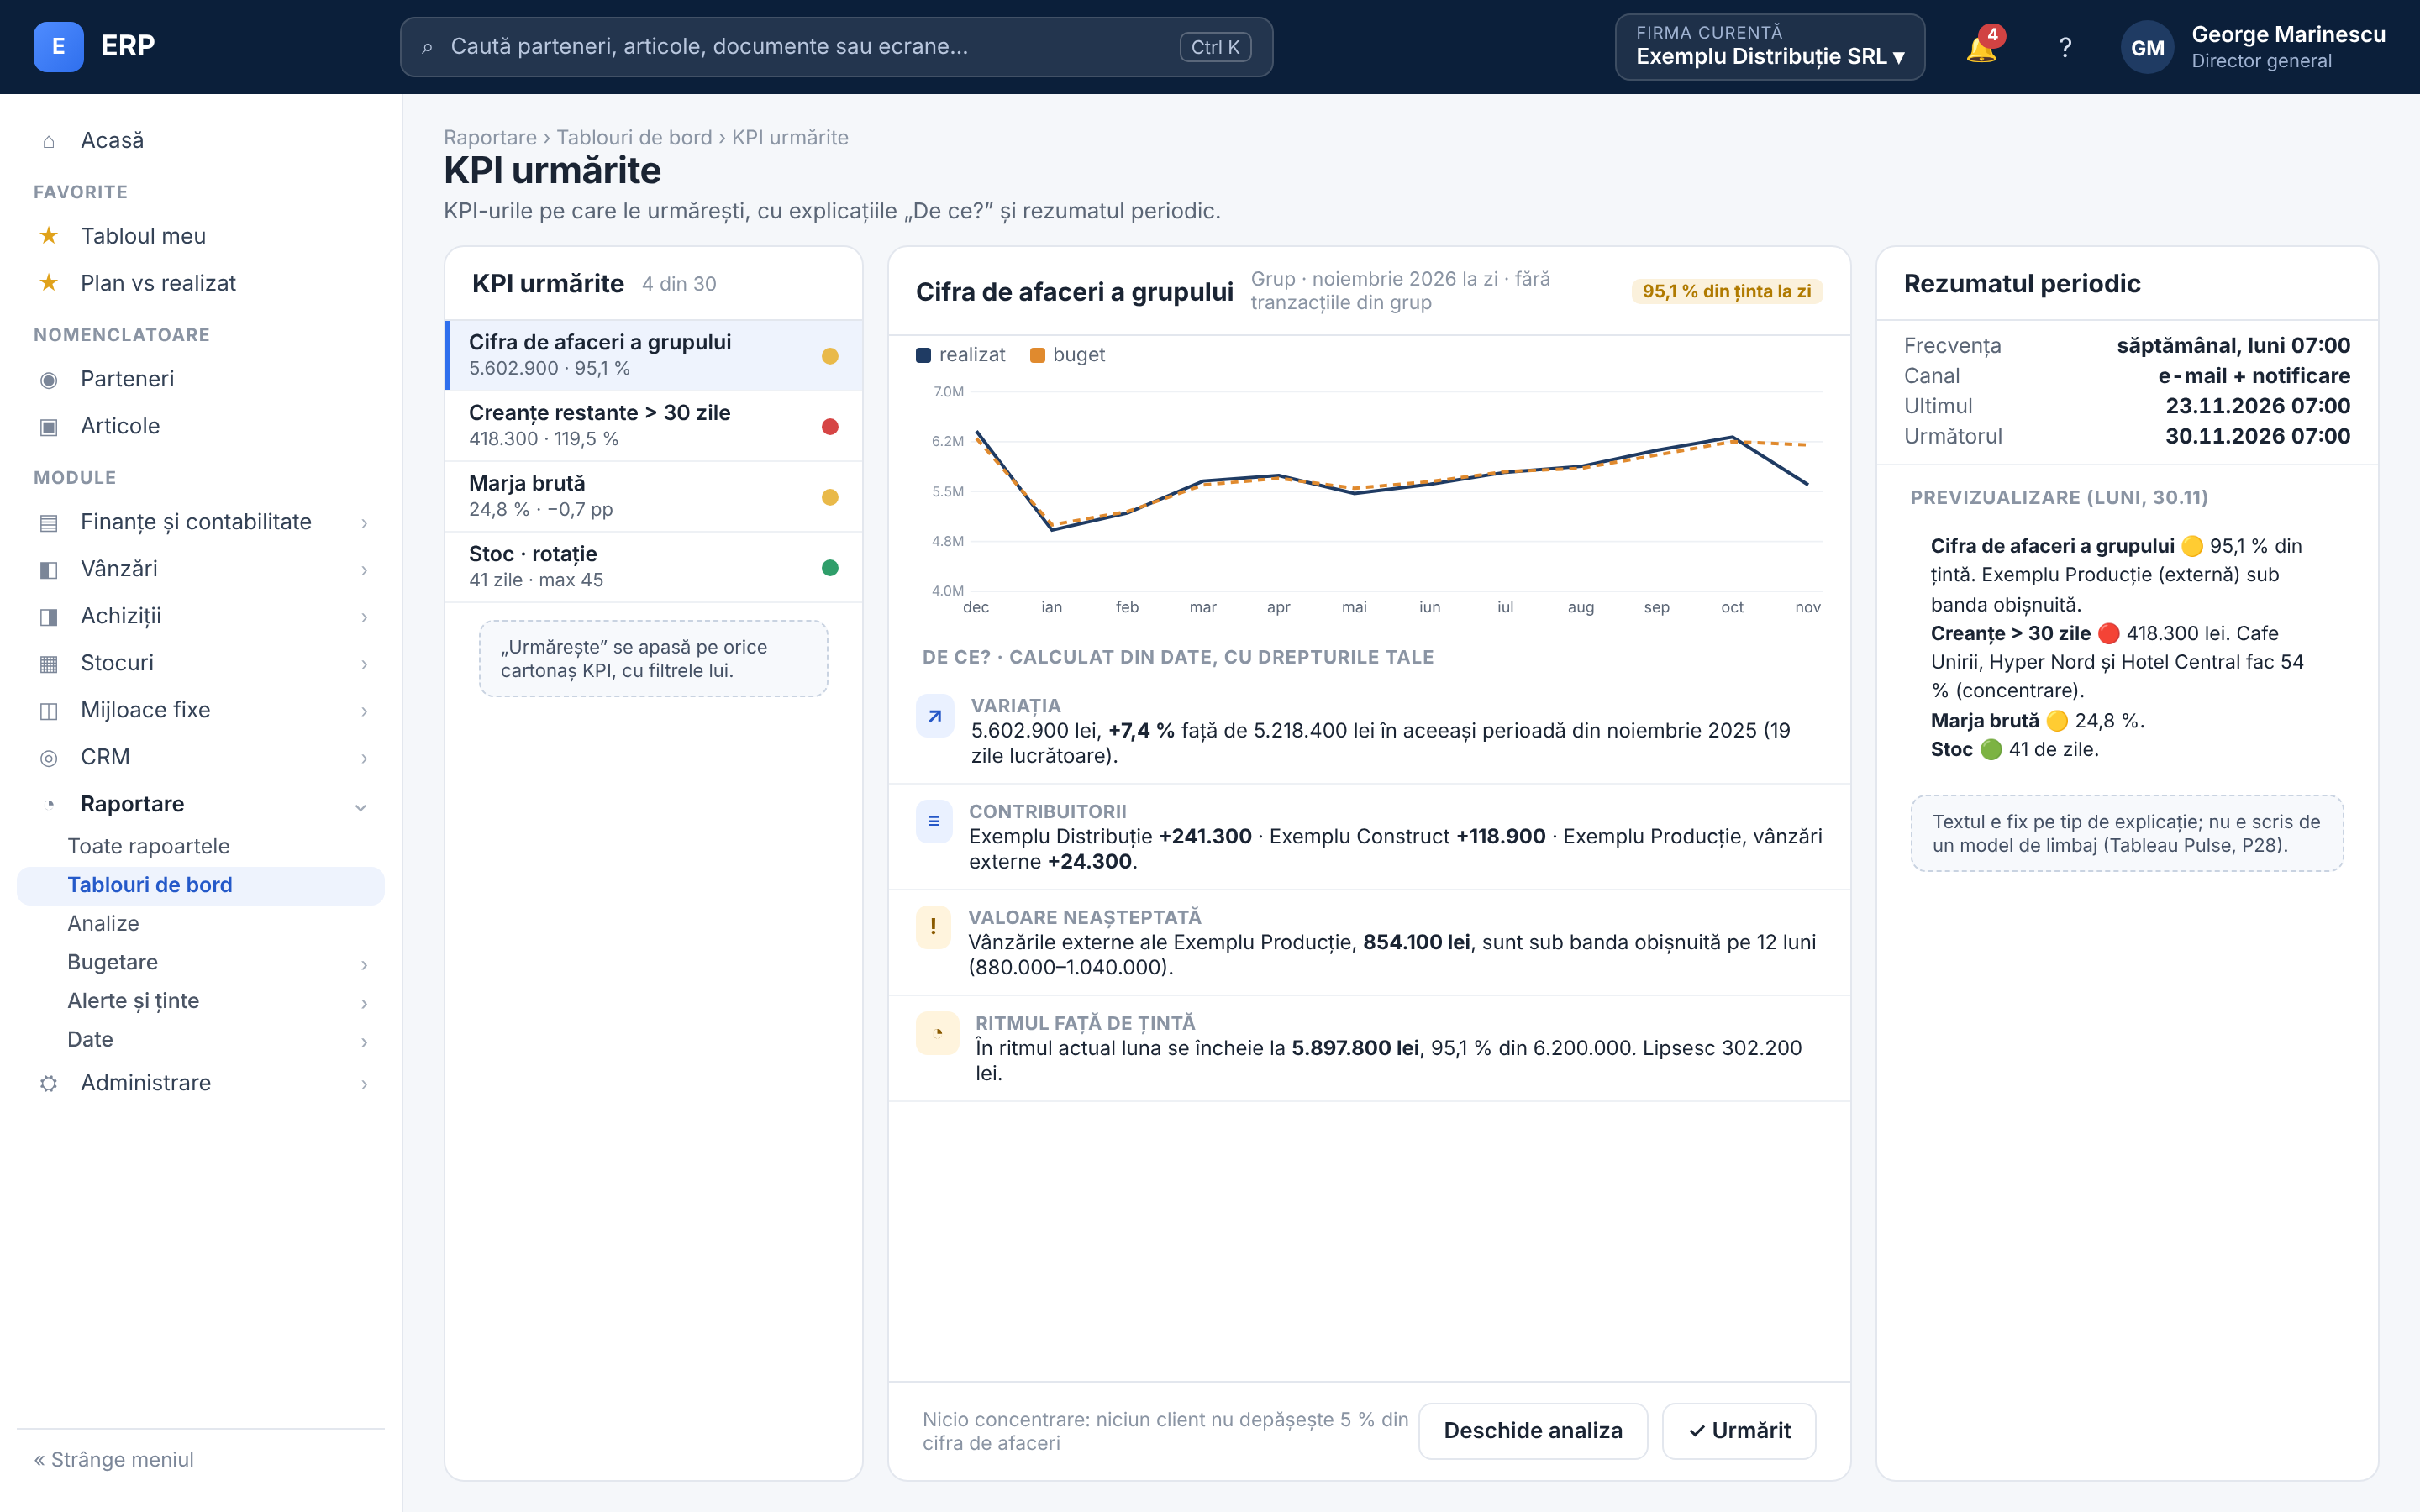 E ERP
Caută parteneri, articole, documente sau ecrane... Ctrl K
FIRMA CURENTĂ
Exemplu Distribuție SRL ▾
4
?
GM
George Marinescu
Director general
Acasă
FAVORITE
Tabloul meu
Plan vs realizat
NOMENCLATOARE
Parteneri
Articole
MODULE
Finanțe și contabilitate
Vânzări
Achiziții
Stocuri
Mijloace fixe
CRM
Raportare
Toate rapoartele
Tablouri de bord
Analize
Bugetare
Alerte și ținte
Date
Administrare
« Strânge meniul
Raportare › Tablouri de bord › KPI urmărite
KPI urmărite
KPI-urile pe care le urmărești, cu explicațiile „De ce?” și rezumatul periodic.
KPI urmărite 4 din 30
Cifra de afaceri a grupului
5.602.900 · 95,1 %
Creanțe restante > 30 zile
418.300 · 119,5 %
Marja brută
24,8 % · −0,7 pp
Stoc · rotație
41 zile · max 45
„Urmărește” se apasă pe orice
cartonaș KPI, cu filtrele lui.
Cifra de afaceri a grupului
Grup · noiembrie 2026 la zi · fără
tranzacțiile din grup
95,1 % din ținta la zi
realizat buget
7.0M
6.2M
5.5M
4.8M
4.0M
dec ian feb mar apr mai iun iul aug sep oct nov
DE CE? · CALCULAT DIN DATE, CU DREPTURILE TALE
VARIAȚIA
5.602.900 lei, +7,4 % față de 5.218.400 lei în aceeași perioadă din noiembrie 2025 (19
zile lucrătoare).
CONTRIBUITORII
Exemplu Distribuție +241.300 · Exemplu Construct +118.900 · Exemplu Producție, vânzări
externe +24.300.
! VALOARE NEAȘTEPTATĂ
Vânzările externe ale Exemplu Producție, 854.100 lei, sunt sub banda obișnuită pe 12 luni
(880.000–1.040.000).
RITMUL FAȚĂ DE ȚINTĂ
În ritmul actual luna se încheie la 5.897.800 lei, 95,1 % din 6.200.000. Lipsesc 302.200
lei.
Nicio concentrare: niciun client nu depășește 5 % din
cifra de afaceri
Deschide analiza
✓ Urmărit
Rezumatul periodic
Frecvența săptămânal, luni 07:00
Canal e-mail + notificare
Ultimul 23.11.2026 07:00
Următorul 30.11.2026 07:00
PREVIZUALIZARE (LUNI, 30.11)
Cifra de afaceri a grupului 🟡 95,1 % din
țintă. Exemplu Producție (externă) sub
banda obișnuită.
Creanțe > 30 zile 🔴 418.300 lei. Cafe
Unirii, Hyper Nord și Hotel Central fac 54
% (concentrare).
Marja brută 🟡 24,8 %.
Stoc 🟢 41 de zile.
Textul e fix pe tip de explicație; nu e scris de
un model de limbaj (Tableau Pulse, P28).